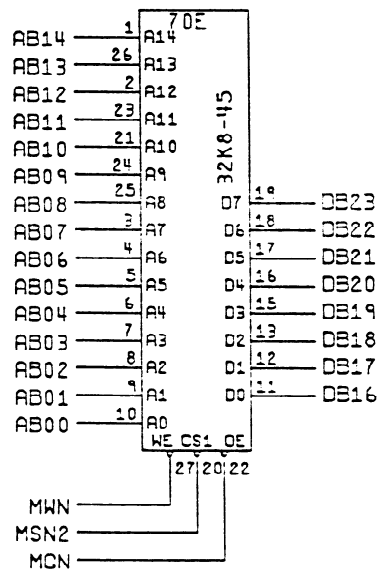 70E
AB14 1 A14
AB13 26 A13
AB12 2 A12
AB11 23 A11
AB10 21 A10
AB09 24 A9
AB08 25 A8 D7 19 DB23
AB07 3 A7 D6 18 DB22
AB06 4 A6 D5 17 DB21
AB05 5 A5 D4 16 DB20
AB04 6 A4 D3 15 DB19
AB03 7 A3 D2 13 DB18
AB02 8 A2 D1 12 DB17
AB01 9 A1 D0 11 DB16
AB00 10 A0
32K8-45
WE CS1 OE
27 20 22
MWN
MSN2
MCN